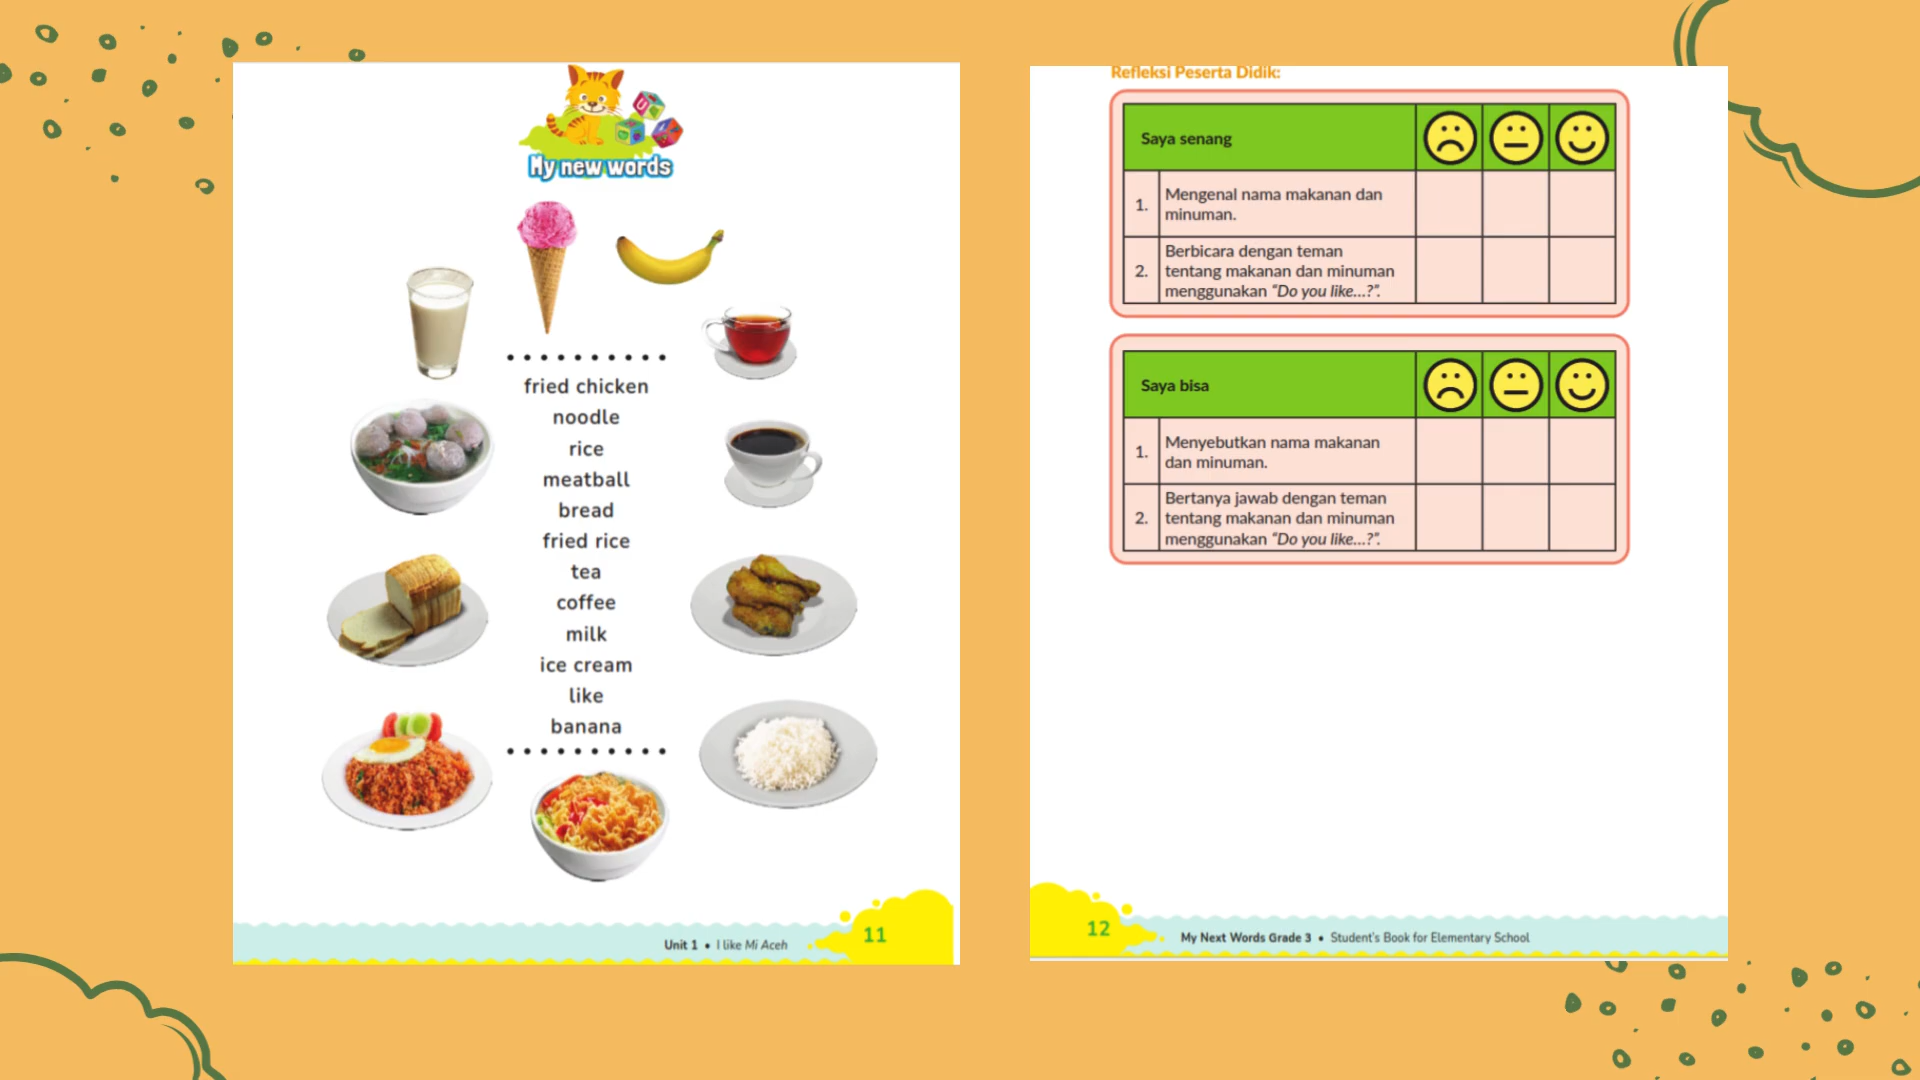 My new words
fried chicken
noodle
rice
meatball
bread
fried rice
tea
coffee
milk
ice cream
like
banana
Unit 1 • I like Mi Aceh
11
Refleksi Peserta Didik:
Saya senang
1. Mengenal nama makanan dan
minuman.
2. Berbicara dengan teman
tentang makanan dan minuman
menggunakan “Do you like...?”.
Saya bisa
1. Menyebutkan nama makanan
dan minuman.
2. Bertanya jawab dengan teman
tentang makanan dan minuman
menggunakan “Do you like...?”.
12
My Next Words Grade 3 • Student's Book for Elementary School